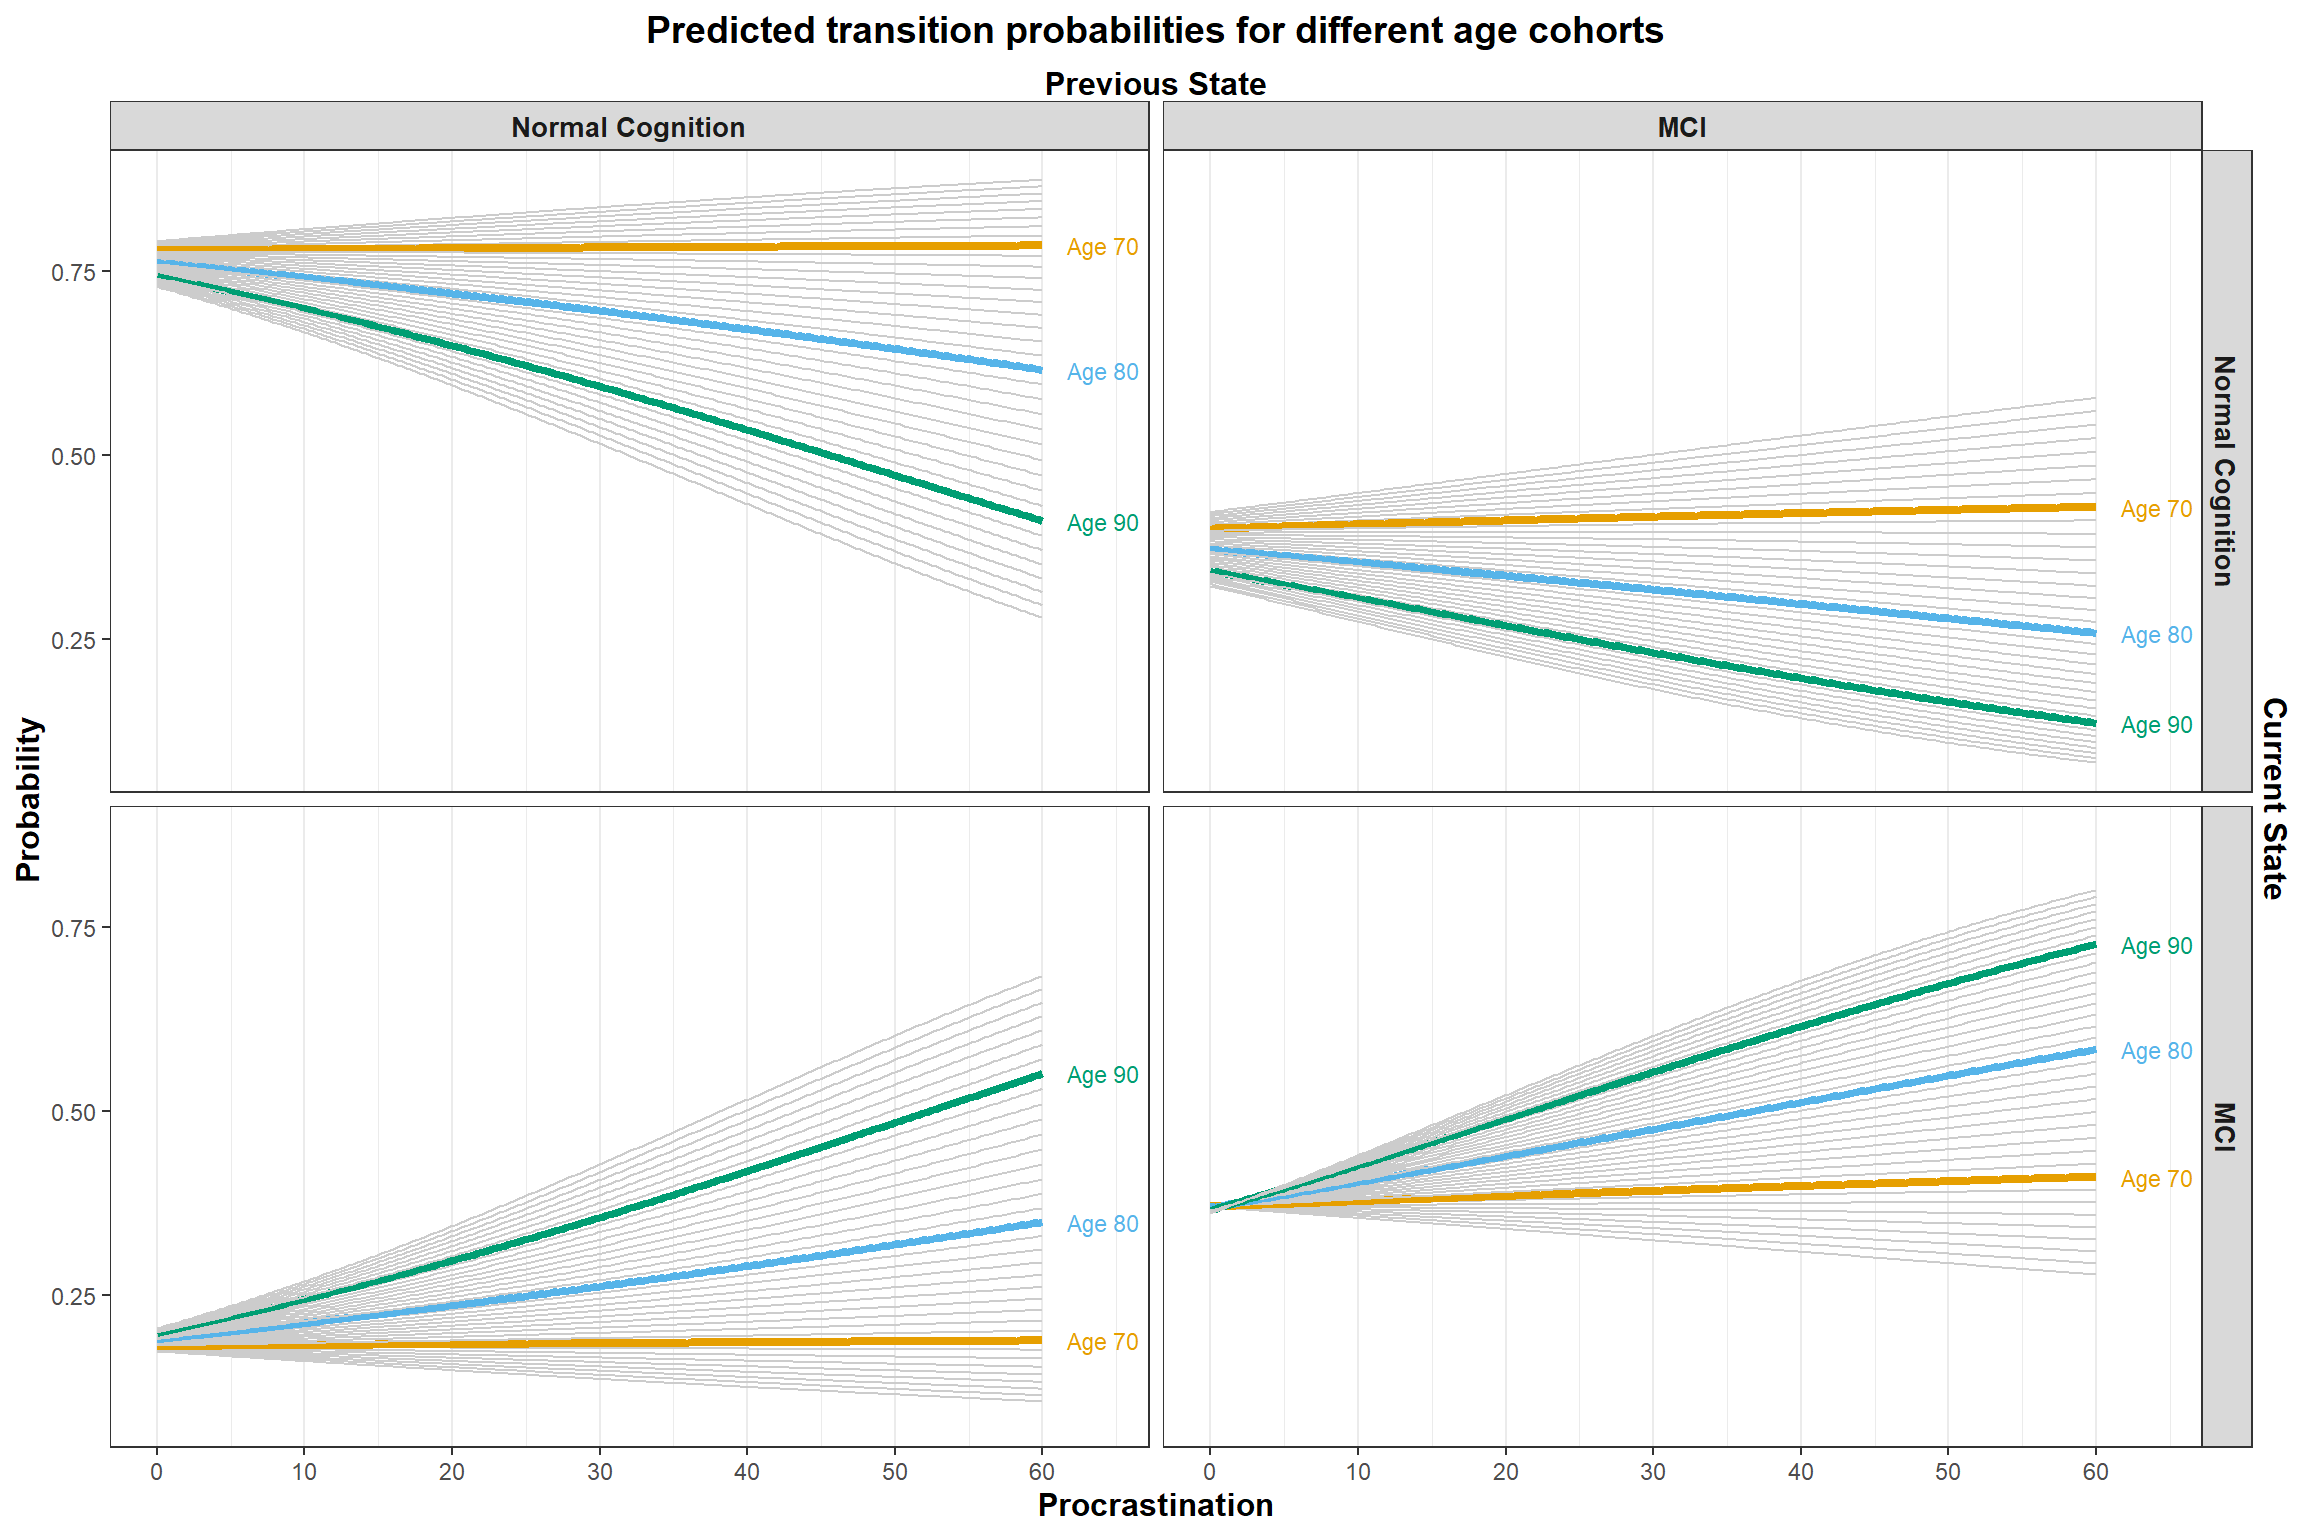 Predicted transition probabilities for different age cohorts
Previous State
Normal Cognition
MCI
Probability
0.75
0.50
0.25
Age 70
Age 80
Age 90
Age 70
Age 80
Age 90
Normal Cognition
Current State
0.75
0.50
0.25
Age 90
Age 80
Age 70
Age 90
Age 80
Age 70
MCI
0 10 20 30 40 50 60
0 10 20 30 40 50 60
Procrastination